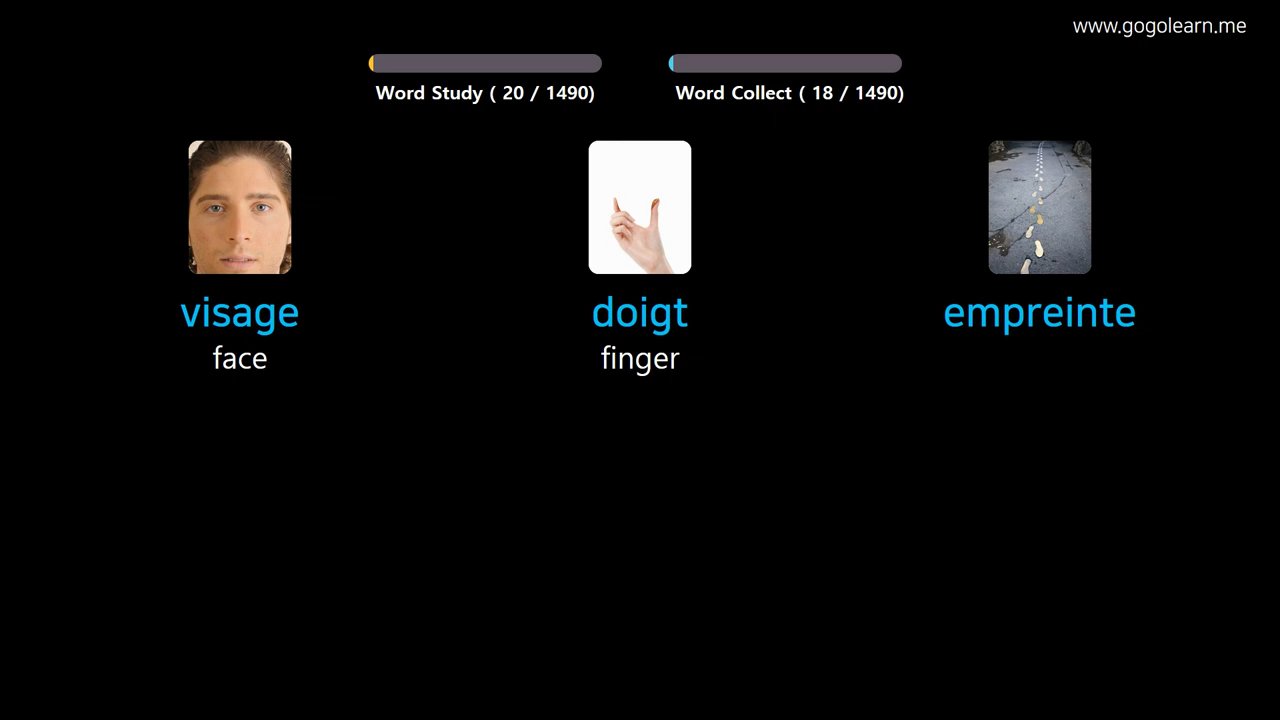 www.gogolearn.me
Word Study ( 20 / 1490)
Word Collect ( 18 / 1490)
visage
face
doigt
finger
empreinte